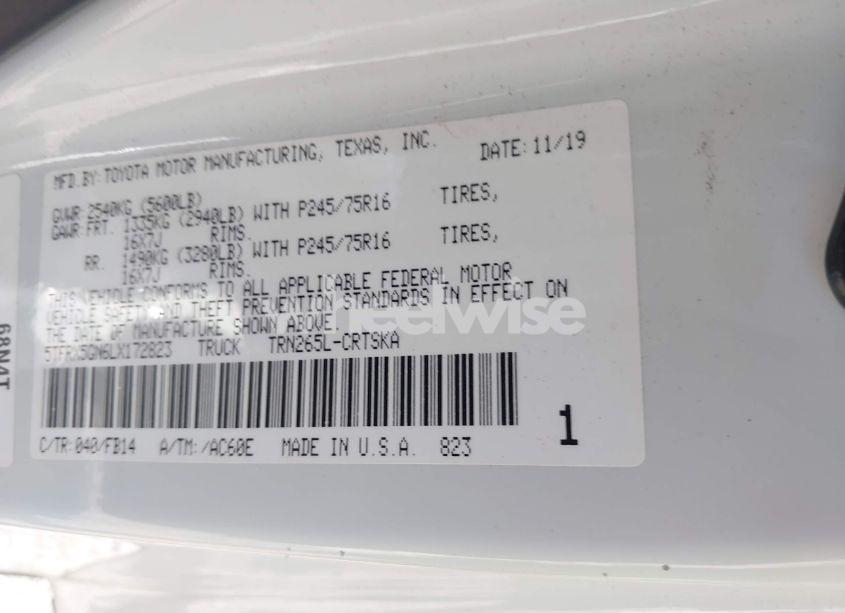 MFD.BY:TOYOTA MOTOR MANUFACTURING, TEXAS, INC. DATE:11/19
GVWR:2540KG (5600LB)
GAWR:FRT. 1335KG (2940LB) WITH P245/75R16 TIRES,
16X7J RIMS.
RR. 1490KG (3280LB) WITH P245/75R16 TIRES,
16X7J RIMS.
THIS VEHICLE CONFORMS TO ALL APPLICABLE FEDERAL MOTOR
VEHICLE SAFETY AND THEFT PREVENTION STANDARDS IN EFFECT ON
THE DATE OF MANUFACTURE SHOWN ABOVE.
5TFRX5GN6LX172823 TRUCK TRN265L-CRTSKA
C/TR:040/FB14 A/TM:/AC60E MADE IN U.S.A. 823
1
68N4T
heelwise